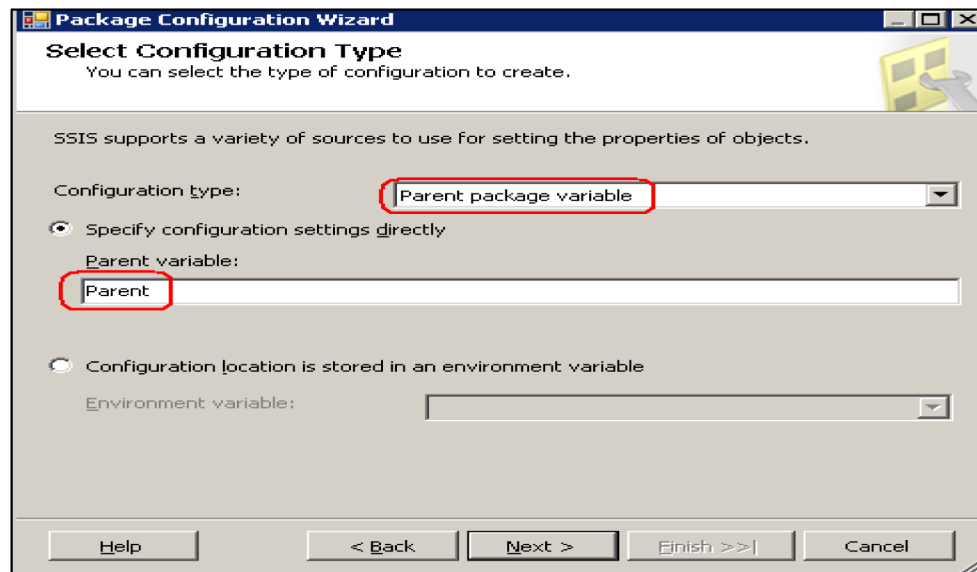 Package Configuration Wizard
Select Configuration Type
You can select the type of configuration to create.
SSIS supports a variety of sources to use for setting the properties of objects.
Configuration type:
Parent package variable
Specify configuration settings directly
Parent variable:
Parent
Configuration location is stored in an environment variable
Environment variable:
Help
< Back
Next >
Finish >>|
Cancel